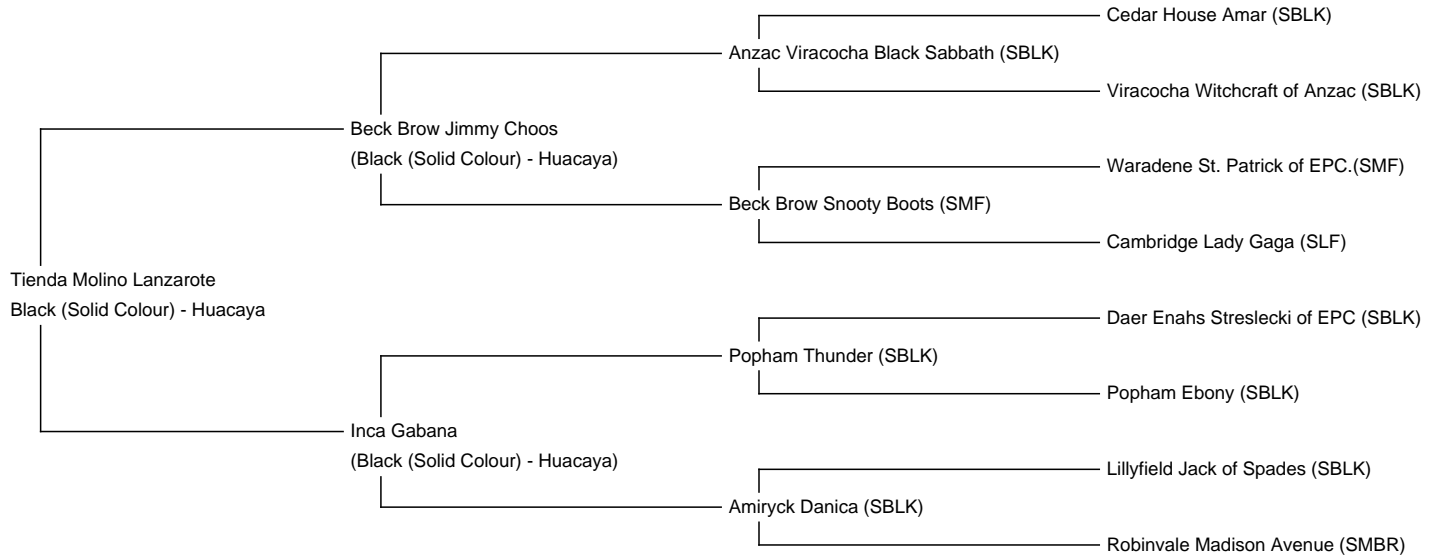 Cedar House Amar (SBLK)
Anzac Viracocha Black Sabbath (SBLK)
Viracocha Witchcraft of Anzac (SBLK)
Beck Brow Jimmy Choos
(Black (Solid Colour) - Huacaya)
Waradene St. Patrick of EPC.(SMF)
Beck Brow Snooty Boots (SMF)
Cambridge Lady Gaga (SLF)
Tienda Molino Lanzarote
Black (Solid Colour) - Huacaya
Daer Enahs Streslecki of EPC (SBLK)
Popham Thunder (SBLK)
Popham Ebony (SBLK)
Inca Gabana
(Black (Solid Colour) - Huacaya)
Lillyfield Jack of Spades (SBLK)
Amiryck Danica (SBLK)
Robinvale Madison Avenue (SMBR)